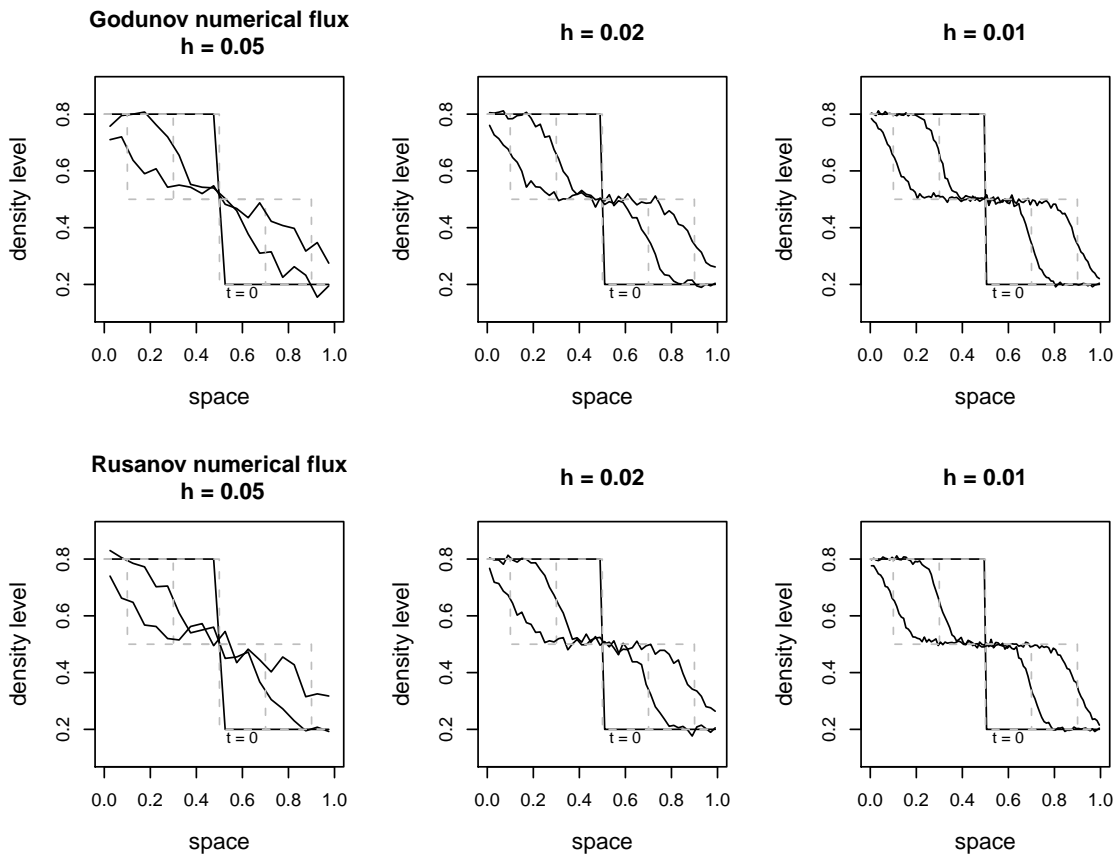 Godunov numerical flux
h = 0.05
h = 0.02
h = 0.01
density level
0.2 0.4 0.6 0.8
t = 0
0.0 0.2 0.4 0.6 0.8 1.0
space
density level
0.2 0.4 0.6 0.8
t = 0
0.0 0.2 0.4 0.6 0.8 1.0
space
density level
0.2 0.4 0.6 0.8
t = 0
0.0 0.2 0.4 0.6 0.8 1.0
space
Rusanov numerical flux
h = 0.05
h = 0.02
h = 0.01
density level
0.2 0.4 0.6 0.8
t = 0
0.0 0.2 0.4 0.6 0.8 1.0
space
density level
0.2 0.4 0.6 0.8
t = 0
0.0 0.2 0.4 0.6 0.8 1.0
space
density level
0.2 0.4 0.6 0.8
t = 0
0.0 0.2 0.4 0.6 0.8 1.0
space